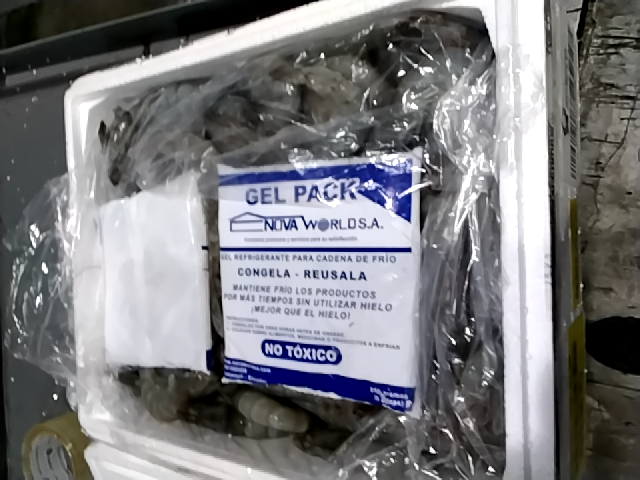 GEL PACK
NOVA WORLD S.A.
GEL REFRIGERANTE PARA CADENA DE FRÍO
CONGELA - REUSALA
MANTIENE FRÍO LOS PRODUCTOS
POR MÁS TIEMPOS SIN UTILIZAR HIELO
¡MEJOR QUE EL HIELO!
NO TÓXICO